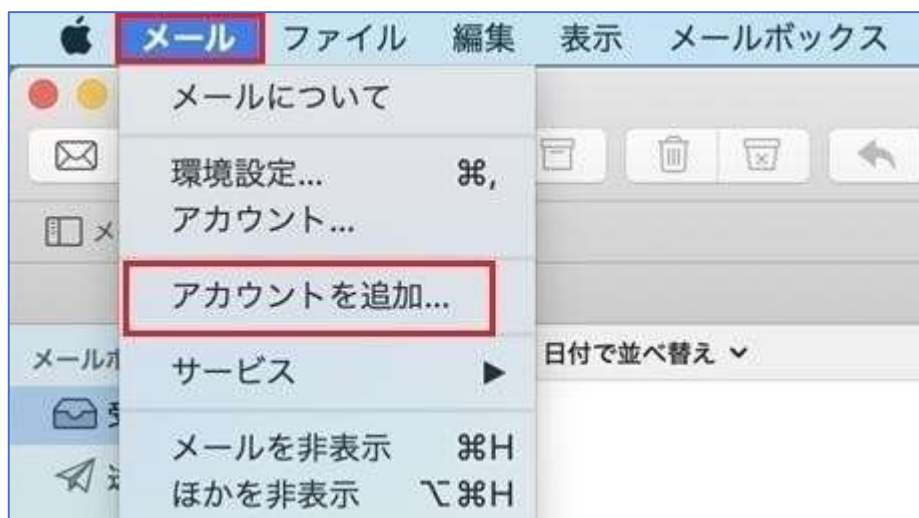 メール ファイル 編集 表示 メールボックス
メールについて
環境設定... ⌘,
アカウント...
アカウントを追加...
サービス ▶
日付で並べ替え
メールを非表示 ⌘H
ほかを非表示 ⌥⌘H